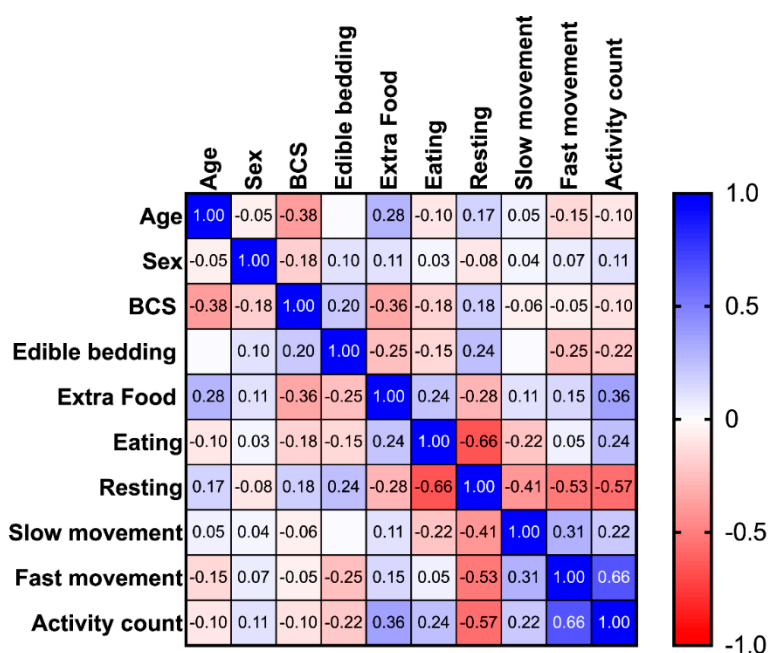 Age Sex BCS Edible bedding Extra Food Eating Resting Slow movement Fast movement Activity count
Age 1.00 -0.05 -0.38 0.28 -0.10 0.17 0.05 -0.15 -0.10
Sex -0.05 1.00 -0.18 0.10 0.11 0.03 -0.08 0.04 0.07 0.11
BCS -0.38 -0.18 1.00 0.20 -0.36 -0.18 0.18 -0.06 -0.05 -0.10
Edible bedding 0.10 0.20 1.00 -0.25 -0.15 0.24 -0.25 -0.22
Extra Food 0.28 0.11 -0.36 -0.25 1.00 0.24 -0.28 0.11 0.15 0.36
Eating -0.10 0.03 -0.18 -0.15 0.24 1.00 -0.66 -0.22 0.05 0.24
Resting 0.17 -0.08 0.18 0.24 -0.28 -0.66 1.00 -0.41 -0.53 -0.57
Slow movement 0.05 0.04 -0.06 0.11 -0.22 -0.41 1.00 0.31 0.22
Fast movement -0.15 0.07 -0.05 -0.25 0.15 0.05 -0.53 0.31 1.00 0.66
Activity count -0.10 0.11 -0.10 -0.22 0.36 0.24 -0.57 0.22 0.66 1.00
1.0
0.5
0
-0.5
-1.0